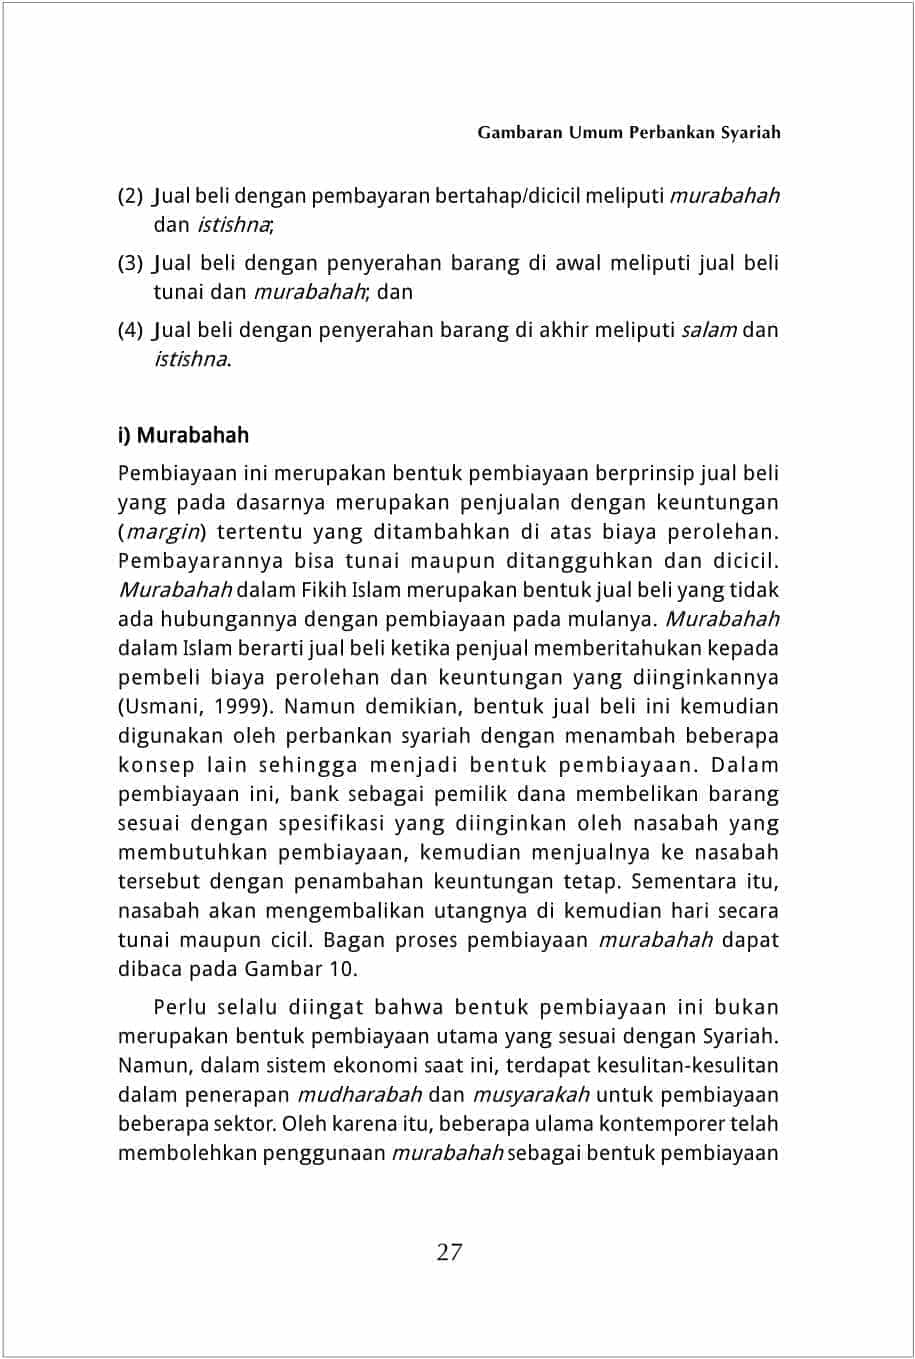 Gambaran Umum Perbankan Syariah
(2) Jual beli dengan pembayaran bertahap/dicicil meliputi murabahah
dan istishna;
(3) Jual beli dengan penyerahan barang di awal meliputi jual beli
tunai dan murabahah; dan
(4) Jual beli dengan penyerahan barang di akhir meliputi salam dan
istishna.
i) Murabahah
Pembiayaan ini merupakan bentuk pembiayaan berprinsip jual beli
yang pada dasarnya merupakan penjualan dengan keuntungan
(margin) tertentu yang ditambahkan di atas biaya perolehan.
Pembayarannya bisa tunai maupun ditangguhkan dan dicicil.
Murabahah dalam Fikih Islam merupakan bentuk jual beli yang tidak
ada hubungannya dengan pembiayaan pada mulanya. Murabahah
dalam Islam berarti jual beli ketika penjual memberitahukan kepada
pembeli biaya perolehan dan keuntungan yang diinginkannya
(Usmani, 1999). Namun demikian, bentuk jual beli ini kemudian
digunakan oleh perbankan syariah dengan menambah beberapa
konsep lain sehingga menjadi bentuk pembiayaan. Dalam
pembiayaan ini, bank sebagai pemilik dana membelikan barang
sesuai dengan spesifikasi yang diinginkan oleh nasabah yang
membutuhkan pembiayaan, kemudian menjualnya ke nasabah
tersebut dengan penambahan keuntungan tetap. Sementara itu,
nasabah akan mengembalikan utangnya di kemudian hari secara
tunai maupun cicil. Bagan proses pembiayaan murabahah dapat
dibaca pada Gambar 10.
Perlu selalu diingat bahwa bentuk pembiayaan ini bukan
merupakan bentuk pembiayaan utama yang sesuai dengan Syariah.
Namun, dalam sistem ekonomi saat ini, terdapat kesulitan-kesulitan
dalam penerapan mudharabah dan musyarakah untuk pembiayaan
beberapa sektor. Oleh karena itu, beberapa ulama kontemporer telah
membolehkan penggunaan murabahah sebagai bentuk pembiayaan
27